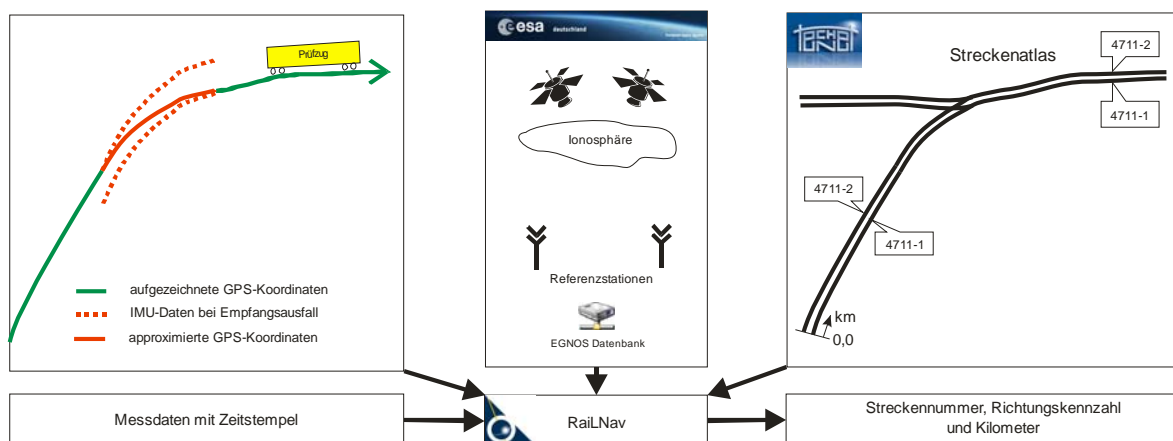 Prüfzug
aufgezeichnete GPS-Koordinaten
IMU-Daten bei Empfangsausfall
approximierte GPS-Koordinaten
esa deutschland
Ionosphäre
Referenzstationen
EGNOS Datenbank
Streckenatlas
4711-2
4711-1
4711-2
4711-1
km
0,0
Messdaten mit Zeitstempel
RaiLNav
Streckennummer, Richtungskennzahl
und Kilometer